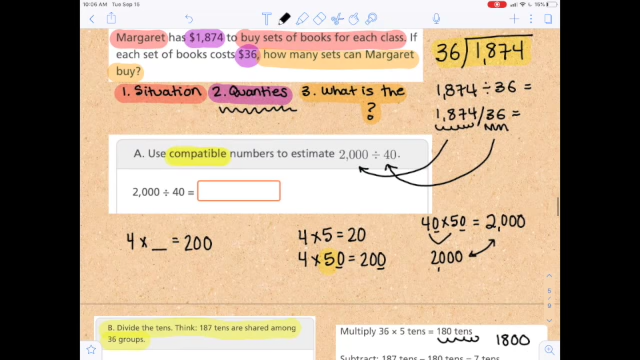 10:06 AM Tue Sep 15
15%
Margaret has $1,874 to buy sets of books for each class. If
each set of books costs $36, how many sets can Margaret
buy?
36 1,874
1. Situation 2. Quanties 3. What is the
?
1,874 ÷ 36 =
1,874/36 =
A. Use compatible numbers to estimate 2,000 ÷ 40.
2,000 ÷ 40 =
4 × _ = 200
4 × 5 = 20
4 × 50 = 200
40 × 50 = 2,000
2,000
B. Divide the tens. Think: 187 tens are shared among
36 groups.
Multiply 36 × 5 tens = 180 tens 1800
Subtract: 187 tens − 180 tens = 7 tens